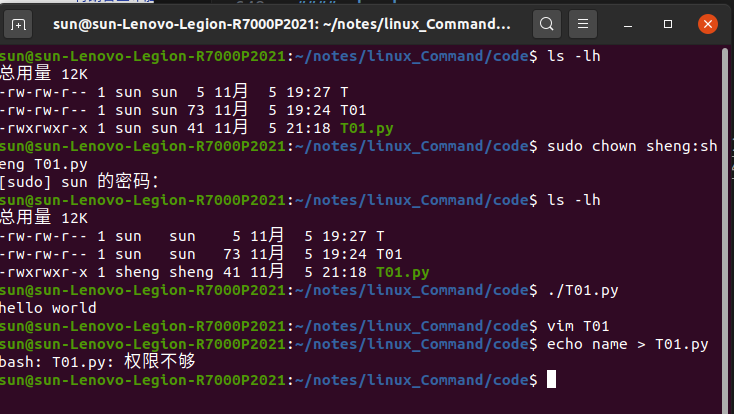 sun@sun-Lenovo-Legion-R7000P2021: ~/notes/linux_Command/...
sun@sun-Lenovo-Legion-R7000P2021:~/notes/linux_Command/code$ ls -lh
总用量 12K
-rw-rw-r-- 1 sun sun  5 11月   5 19:27 T
-rw-rw-r-- 1 sun sun 73 11月   5 19:24 T01
-rwxrwxr-x 1 sun sun 41 11月   5 21:18 T01.py
sun@sun-Lenovo-Legion-R7000P2021:~/notes/linux_Command/code$ sudo chown sheng:sh
eng T01.py
[sudo] sun 的密码：
sun@sun-Lenovo-Legion-R7000P2021:~/notes/linux_Command/code$ ls -lh
总用量 12K
-rw-rw-r-- 1 sun   sun    5 11月   5 19:27 T
-rw-rw-r-- 1 sun   sun   73 11月   5 19:24 T01
-rwxrwxr-x 1 sheng sheng 41 11月   5 21:18 T01.py
sun@sun-Lenovo-Legion-R7000P2021:~/notes/linux_Command/code$ ./T01.py
hello world
sun@sun-Lenovo-Legion-R7000P2021:~/notes/linux_Command/code$ vim T01
sun@sun-Lenovo-Legion-R7000P2021:~/notes/linux_Command/code$ echo name > T01.py
bash: T01.py: 权限不够
sun@sun-Lenovo-Legion-R7000P2021:~/notes/linux_Command/code$